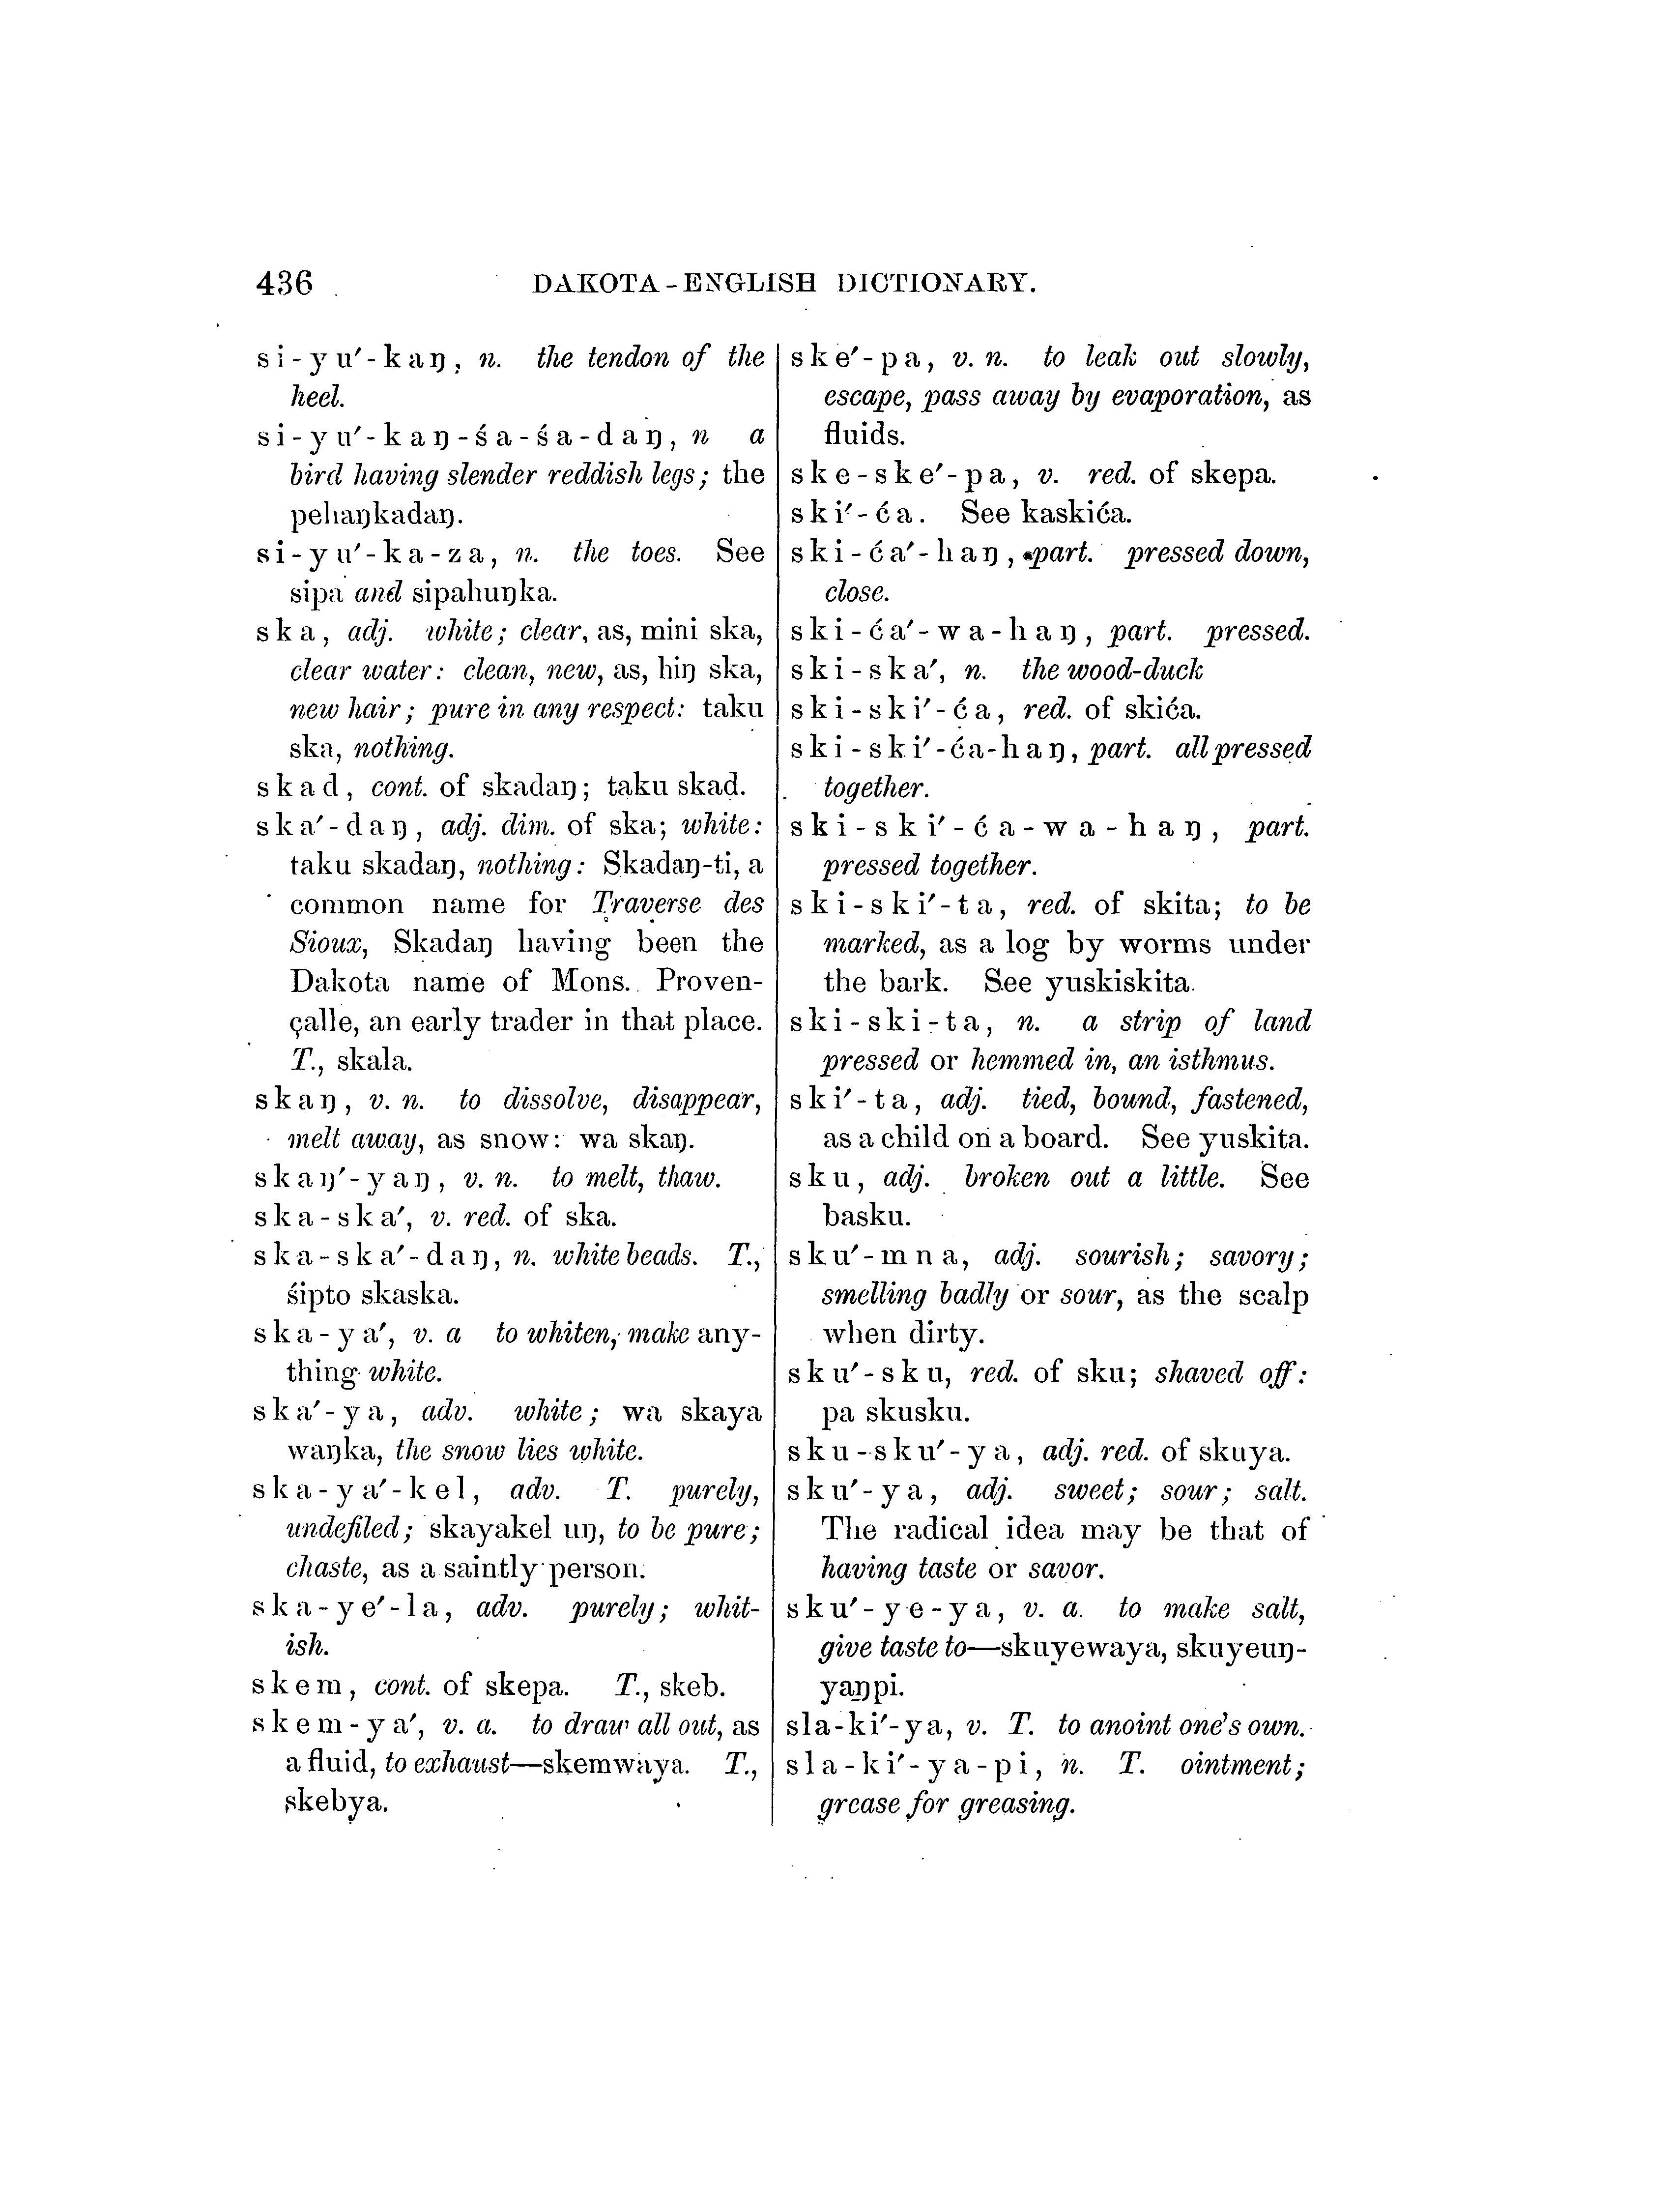 436 DAKOTA-ENGLISH DICTIONARY.
si-yu′-kaŋ, n. the tendon of the
heel.
si-yu′-kaŋ-śa-śa-daŋ, n a
bird having slender reddish legs; the
pehaŋkadaŋ.
si-yu′-ka-za, n. the toes. See
sipa and sipahuŋka.
ska, adj. white; clear, as, mini ska,
clear water: clean, new, as, hiŋ ska,
new hair; pure in any respect: taku
ska, nothing.
skad, cont. of skadaŋ; taku skad.
ska′-daŋ, adj. dim. of ska; white:
taku skadaŋ, nothing: Skadaŋ-ti, a
common name for Traverse des
Sioux, Skadaŋ having been the
Dakota name of Mons. Proven-
çalle, an early trader in that place.
T., skala.
skaŋ, v. n. to dissolve, disappear,
melt away, as snow: wa skaŋ.
skaŋ′-yaŋ, v. n. to melt, thaw.
ska-ska′, v. red. of ska.
ska-ska′-daŋ, n. white beads. T.,
śipto skaska.
ska-ya′, v. a to whiten, make any-
thing white.
ska′-ya, adv. white; wa skaya
waŋka, the snow lies white.
ska-ya′-kel, adv. T. purely,
undefiled; skayakel uŋ, to be pure;
chaste, as a saintly person.
ska-ye′-la, adv. purely; whit-
ish.
skem, cont. of skepa. T., skeb.
skem-ya′, v. a. to draw all out, as
a fluid, to exhaust—skemwaya. T.,
skebya.
ske′-pa, v. n. to leak out slowly,
escape, pass away by evaporation, as
fluids.
ske-ske′-pa, v. red. of skepa.
ski′-ća. See kaskića.
ski-ća′-haŋ, part. pressed down,
close.
ski-ća′-wa-haŋ, part. pressed.
ski-ska′, n. the wood-duck
ski-ski′-ća, red. of skića.
ski-ski′-ća-haŋ, part. all pressed
together.
ski-ski′-ća-wa-haŋ, part.
pressed together.
ski-ski′-ta, red. of skita; to be
marked, as a log by worms under
the bark. See yuskiskita.
ski-ski-ta, n. a strip of land
pressed or hemmed in, an isthmus.
ski′-ta, adj. tied, bound, fastened,
as a child on a board. See yuskita.
sku, adj. broken out a little. See
basku.
sku′-mna, adj. sourish; savory;
smelling badly or sour, as the scalp
when dirty.
sku′-sku, red. of sku; shaved off:
pa skusku.
sku-sku′-ya, adj. red. of skuya.
sku′-ya, adj. sweet; sour; salt.
The radical idea may be that of
having taste or savor.
sku′-ye-ya, v. a. to make salt,
give taste to—skuyewaya, skuyeuŋ-
yaŋpi.
sla-ki′-ya, v. T. to anoint one's own.
sla-ki′-ya-pi, n. T. ointment;
grease for greasing.